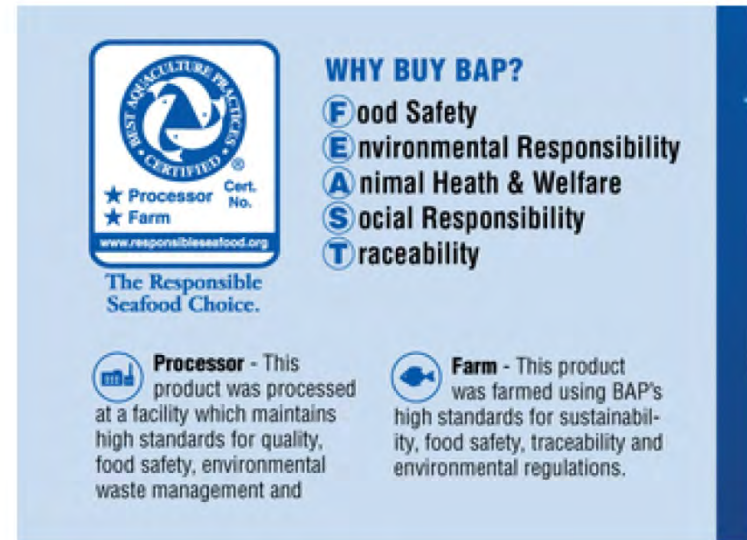 BEST AQUACULTURE PRACTICES
CERTIFIED
®
★ Processor Cert. No.
★ Farm
www.responsibleseafood.org
The Responsible
Seafood Choice.
WHY BUY BAP?
Food Safety
Environmental Responsibility
Animal Heath & Welfare
Social Responsibility
Traceability
Processor - This
product was processed
at a facility which maintains
high standards for quality,
food safety, environmental
waste management and
Farm - This product
was farmed using BAP's
high standards for sustainabil-
ity, food safety, traceability and
environmental regulations.